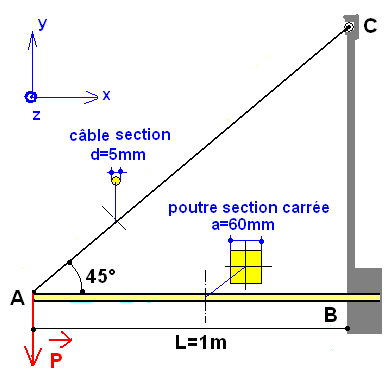 C
y
x
z
câble section
d=5mm
poutre section carrée
a=60mm
45°
A
B
L=1m
P